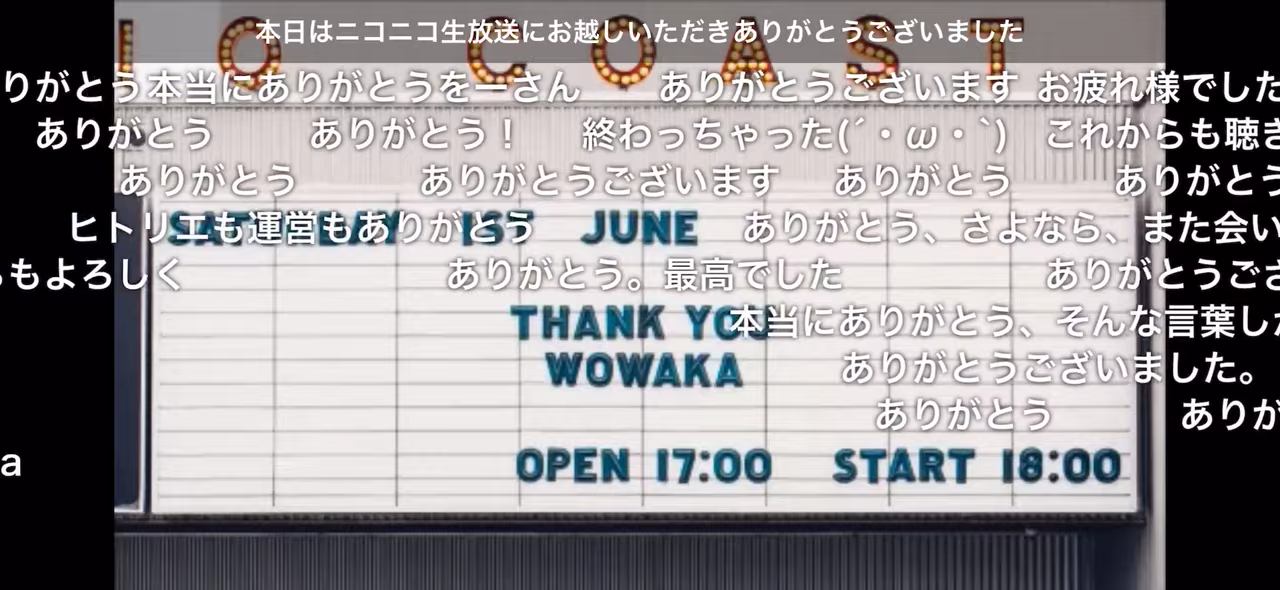 本日はニコニコ生放送にお越しいただきありがとうございました
IO COAST
りがとう本当にありがとうをーさん ありがとうございます お疲れ様でした
ありがとう ありがとう！ 終わっちゃった(´・ω・`) これからも聴き
ありがとう ありがとうございます ありがとう ありがとう
ヒトリエも運営もありがとう ありがとう、さよなら、また会い
1ST JUNE
らもよろしく ありがとう。最高でした ありがとうござ
THANK YOU 本当にありがとう、そんな言葉しか
WOWAKA ありがとうございました。
ありがとう ありが
a OPEN 17:00 START 18:00